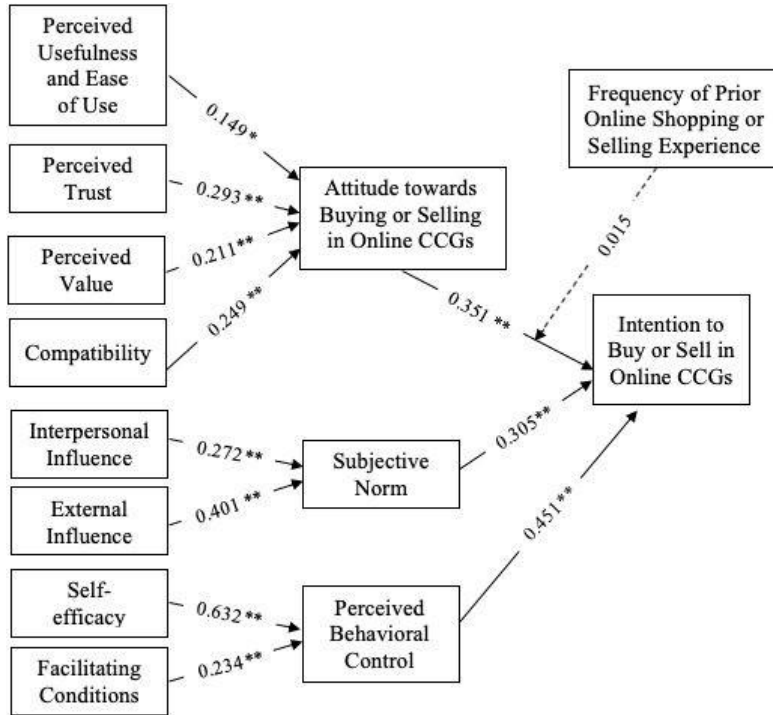 Perceived
Usefulness
and Ease
of Use
0.149*
Perceived
Trust
0.293**
Perceived
Value
0.211**
Compatibility
0.249**
Attitude towards
Buying or Selling
in Online CCGs
0.351**
Frequency of Prior
Online Shopping or
Selling Experience
0.015
Intention to
Buy or Sell in
Online CCGs
Interpersonal
Influence
0.272**
External
Influence
0.401**
Subjective
Norm
0.305**
Self-
efficacy
0.632**
Facilitating
Conditions
0.234**
Perceived
Behavioral
Control
0.451**